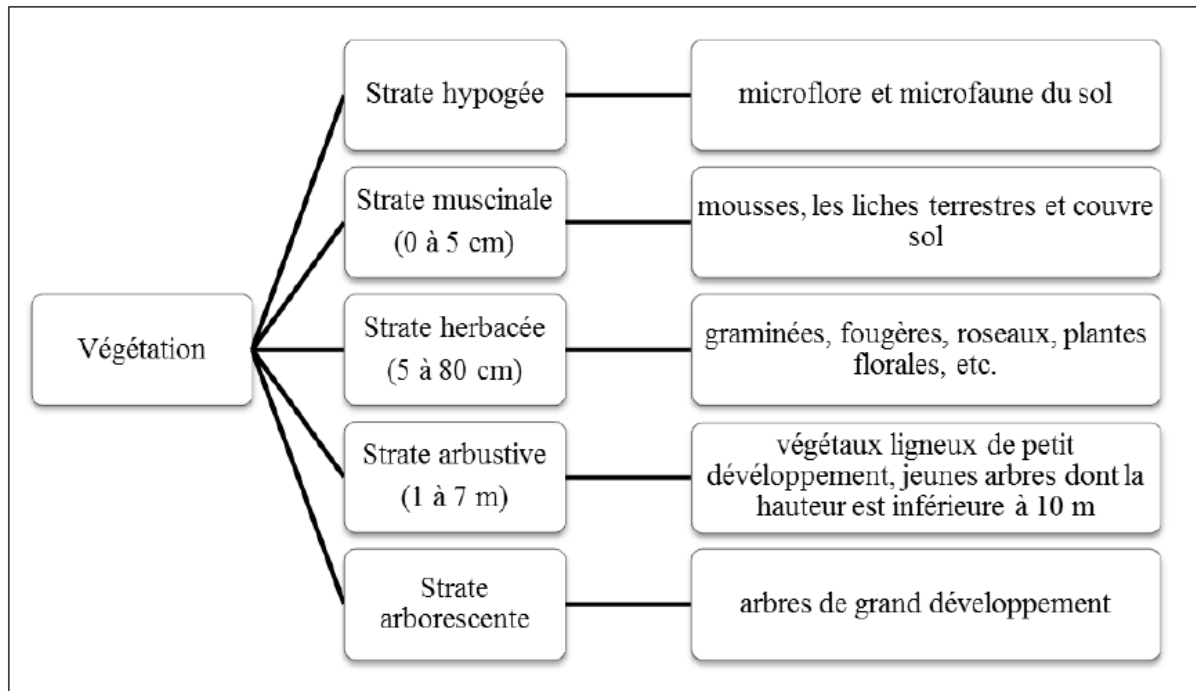 Strate hypogée
microflore et microfaune du sol
Strate muscinale
(0 à 5 cm)
mousses, les liches terrestres et couvre
sol
Végétation
Strate herbacée
(5 à 80 cm)
graminées, fougères, roseaux, plantes
florales, etc.
Strate arbustive
(1 à 7 m)
végétaux ligneux de petit
dévéloppement, jeunes arbres dont la
hauteur est inférieure à 10 m
Strate
arborescente
arbres de grand développement